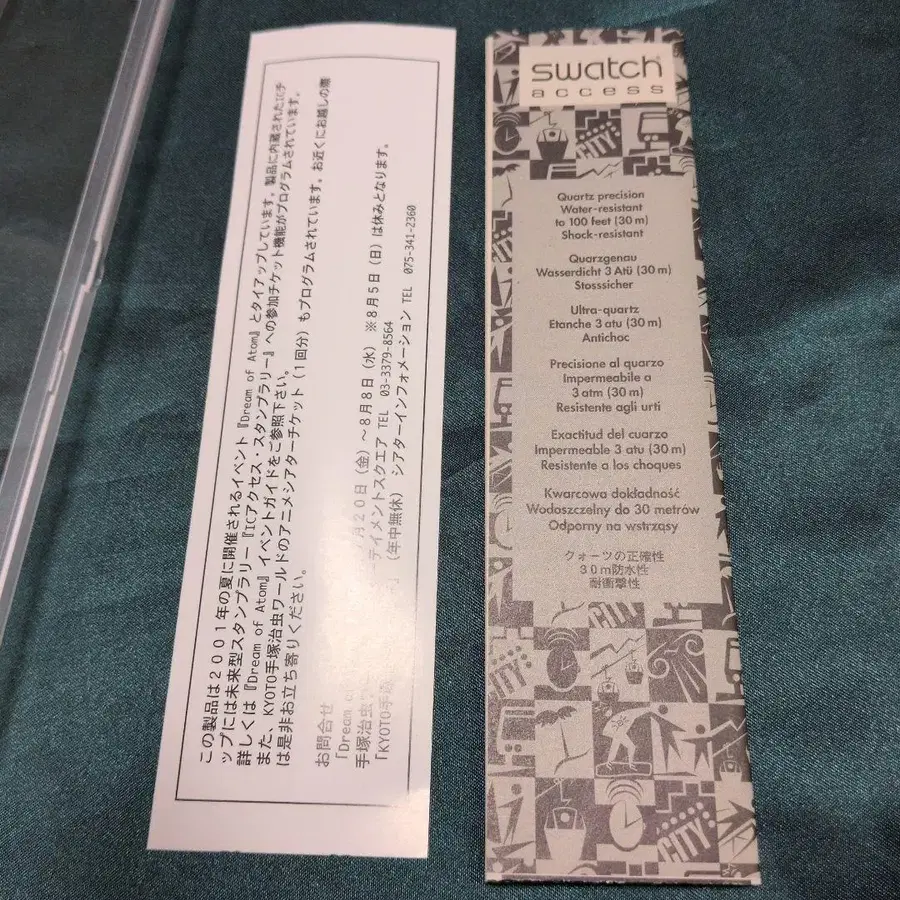 この製品は2001年の夏に開催されるイベント『Dream of Atom』とタイアップしています。製品に内蔵されたICチ
ップには未来型スタンプラリー『ICアクセス・スタンプラリー』への参加チケット機能がプログラムされています。
詳しくは『Dream of Atom』イベントガイドをご参照下さい。
また、KYOTO手塚治虫ワールドのアニメシアターチケット(1回分)もプログラムされています。お近くにお越しの際
は是非お立ち寄りください。
お問合せ
「Dream 月20日(金)~8月8日(水) ※8月5日(日)は休みとなります。
手塚治虫 テイメントスクエア TEL 03-3379-8564
「KYOTO手塚 (年中無休) シアターインフォメーション TEL 075-341-2360
swatch
access
CITY
Quartz precision
Water-resistant
to 100 feet (30 m)
Shock-resistant
Quarzgenau
Wasserdicht 3 Atü (30 m)
Stosssicher
Ultra-quartz
Etanche 3 atu (30 m)
Antichoc
Precisione al quarzo
Impermeabile a
3 atm (30 m)
Resistente agli urti
Exactitud del cuarzo
Impermeable 3 atu (30 m)
Resistente a los choques
Kwarcowa dokładność
Wodoszczelny do 30 metrów
Odporny na wstrzasy
クォーツの正確性
30m防水性
耐衝撃性
CITY
CITY